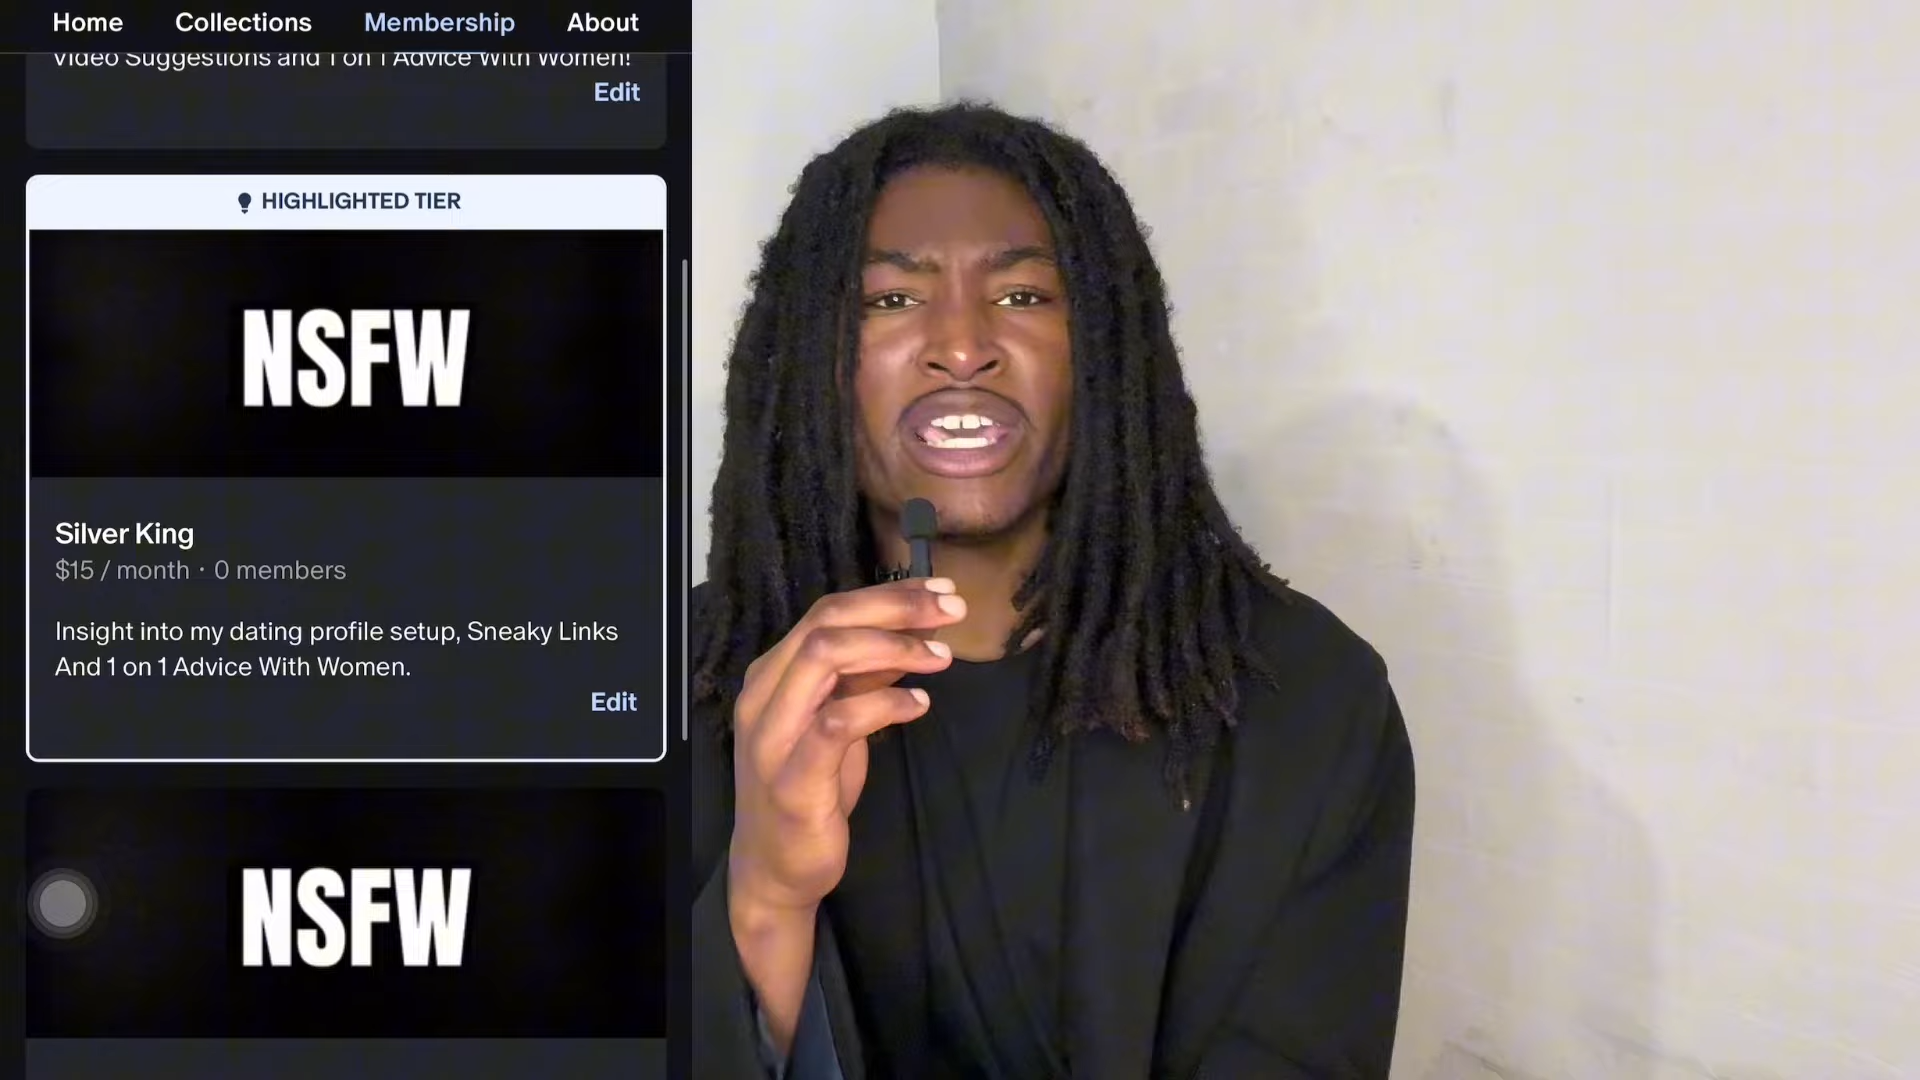 Home Collections Membership About
Video Suggestions and 1 on 1 Advice With Women!
Edit
HIGHLIGHTED TIER
NSFW
Silver King
$15 / month · 0 members
Insight into my dating profile setup, Sneaky Links
And 1 on 1 Advice With Women.
Edit
NSFW